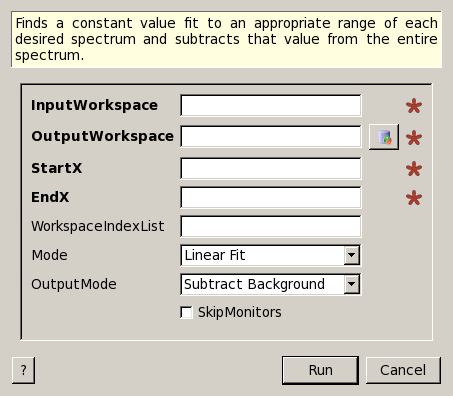 Finds a constant value fit to an appropriate range of each
desired spectrum and subtracts that value from the entire
spectrum.
InputWorkspace
OutputWorkspace
StartX
EndX
WorkspaceIndexList
Mode Linear Fit
OutputMode Subtract Background
SkipMonitors
? Run Cancel